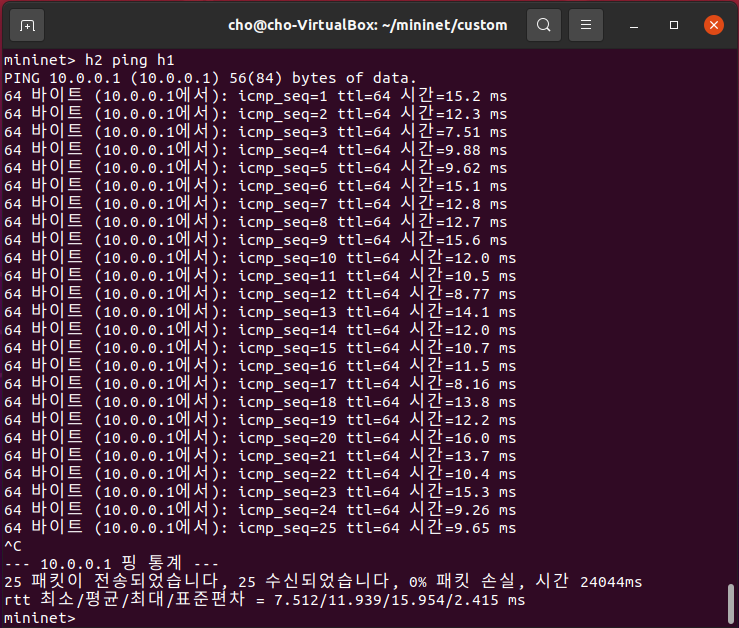 cho@cho-VirtualBox: ~/mininet/custom
mininet> h2 ping h1
PING 10.0.0.1 (10.0.0.1) 56(84) bytes of data.
64 바이트 (10.0.0.1에서): icmp_seq=1 ttl=64 시간=15.2 ms
64 바이트 (10.0.0.1에서): icmp_seq=2 ttl=64 시간=12.3 ms
64 바이트 (10.0.0.1에서): icmp_seq=3 ttl=64 시간=7.51 ms
64 바이트 (10.0.0.1에서): icmp_seq=4 ttl=64 시간=9.88 ms
64 바이트 (10.0.0.1에서): icmp_seq=5 ttl=64 시간=9.62 ms
64 바이트 (10.0.0.1에서): icmp_seq=6 ttl=64 시간=15.1 ms
64 바이트 (10.0.0.1에서): icmp_seq=7 ttl=64 시간=12.8 ms
64 바이트 (10.0.0.1에서): icmp_seq=8 ttl=64 시간=12.7 ms
64 바이트 (10.0.0.1에서): icmp_seq=9 ttl=64 시간=15.6 ms
64 바이트 (10.0.0.1에서): icmp_seq=10 ttl=64 시간=12.0 ms
64 바이트 (10.0.0.1에서): icmp_seq=11 ttl=64 시간=10.5 ms
64 바이트 (10.0.0.1에서): icmp_seq=12 ttl=64 시간=8.77 ms
64 바이트 (10.0.0.1에서): icmp_seq=13 ttl=64 시간=14.1 ms
64 바이트 (10.0.0.1에서): icmp_seq=14 ttl=64 시간=12.0 ms
64 바이트 (10.0.0.1에서): icmp_seq=15 ttl=64 시간=10.7 ms
64 바이트 (10.0.0.1에서): icmp_seq=16 ttl=64 시간=11.5 ms
64 바이트 (10.0.0.1에서): icmp_seq=17 ttl=64 시간=8.16 ms
64 바이트 (10.0.0.1에서): icmp_seq=18 ttl=64 시간=13.8 ms
64 바이트 (10.0.0.1에서): icmp_seq=19 ttl=64 시간=12.2 ms
64 바이트 (10.0.0.1에서): icmp_seq=20 ttl=64 시간=16.0 ms
64 바이트 (10.0.0.1에서): icmp_seq=21 ttl=64 시간=13.7 ms
64 바이트 (10.0.0.1에서): icmp_seq=22 ttl=64 시간=10.4 ms
64 바이트 (10.0.0.1에서): icmp_seq=23 ttl=64 시간=15.3 ms
64 바이트 (10.0.0.1에서): icmp_seq=24 ttl=64 시간=9.26 ms
64 바이트 (10.0.0.1에서): icmp_seq=25 ttl=64 시간=9.65 ms
^C
--- 10.0.0.1 핑 통계 ---
25 패킷이 전송되었습니다, 25 수신되었습니다, 0% 패킷 손실, 시간 24044ms
rtt 최소/평균/최대/표준편차 = 7.512/11.939/15.954/2.415 ms
mininet>